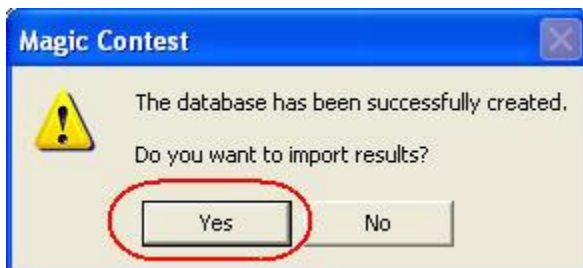 Magic Contest
The database has been successfully created.
Do you want to import results?
Yes No